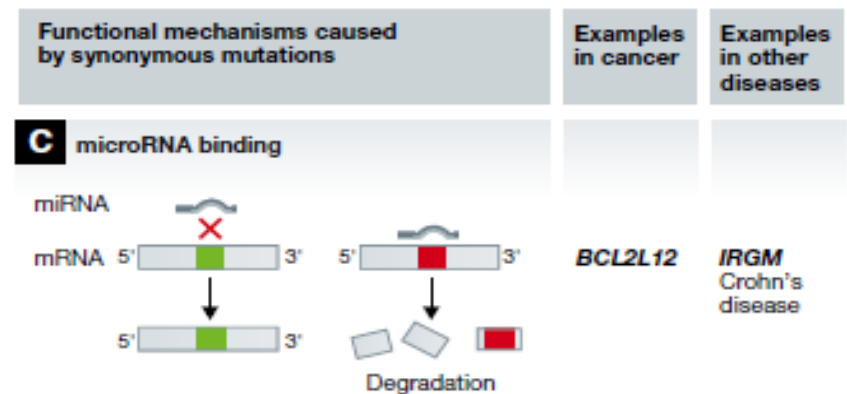 Functional mechanisms caused
by synonymous mutations
Examples
in cancer
Examples
in other
diseases
C microRNA binding
miRNA
mRNA 5' 3' 5' 3'
BCL2L12
IRGM
Crohn's
disease
5' 3'
Degradation